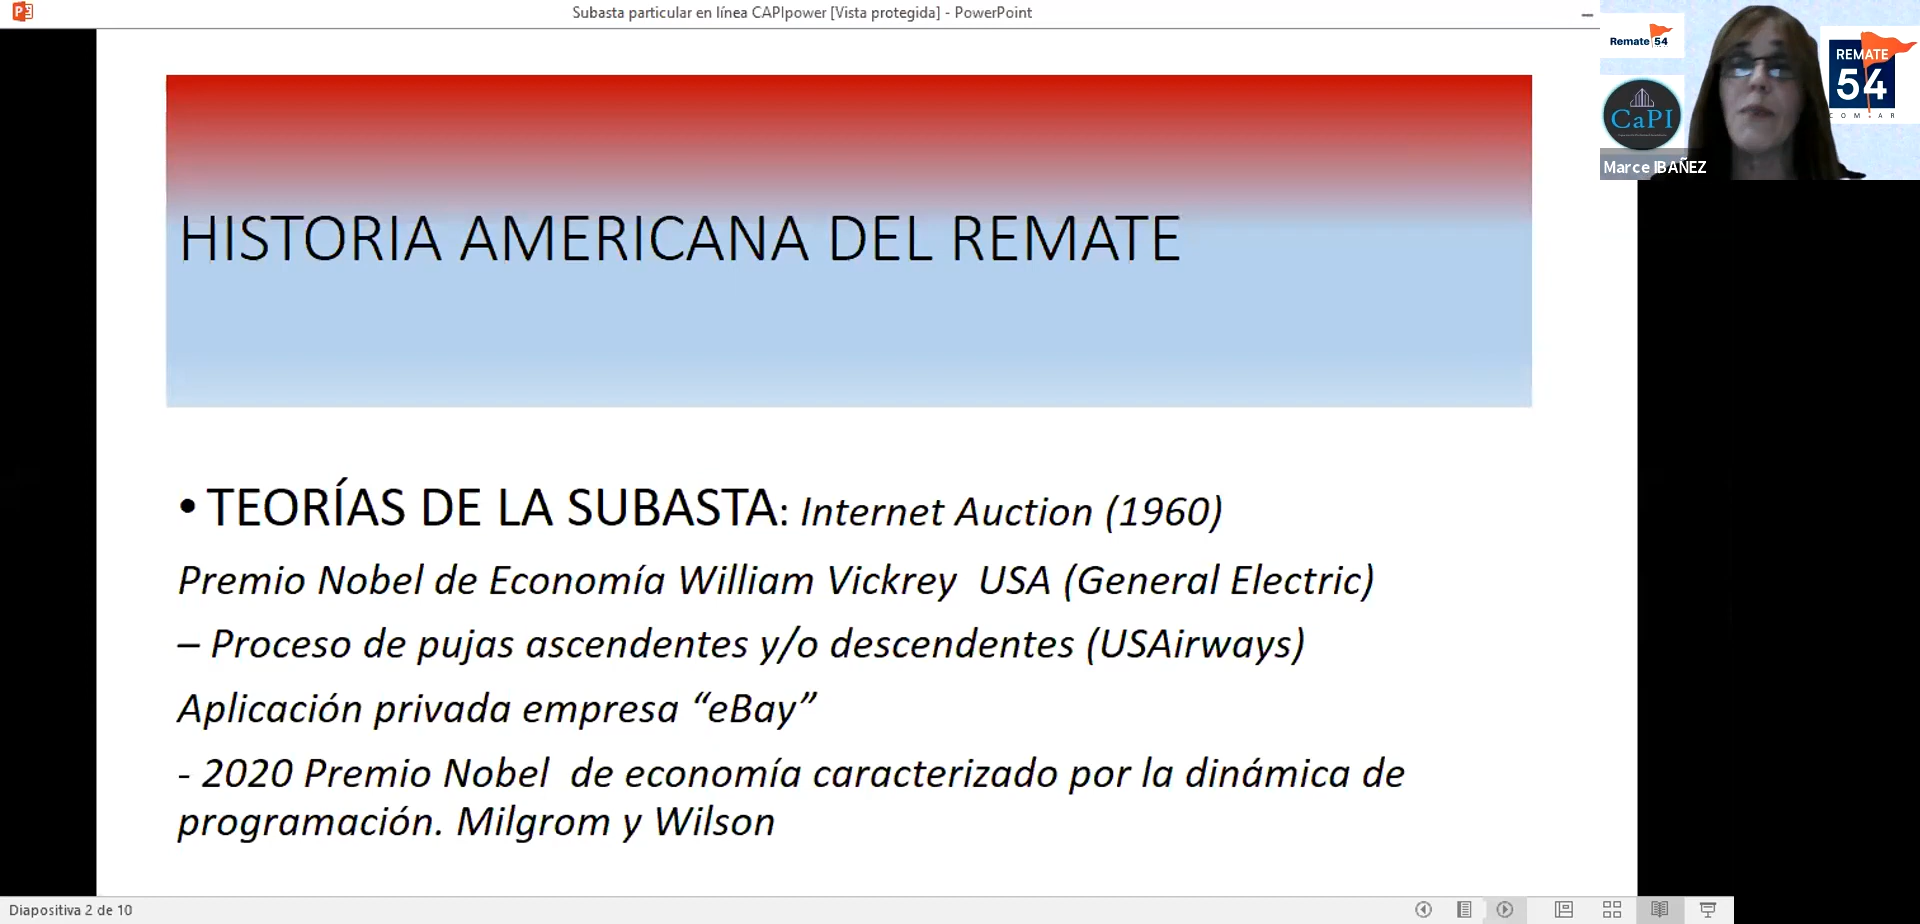 Subasta particular en línea CAPIpower [Vista protegida] - PowerPoint
Remate 54
REMATE
54
COM.AR
CaPI
Marce IBAÑEZ
HISTORIA AMERICANA DEL REMATE
• TEORÍAS DE LA SUBASTA: Internet Auction (1960)
Premio Nobel de Economía William Vickrey USA (General Electric)
– Proceso de pujas ascendentes y/o descendentes (USAirways)
Aplicación privada empresa “eBay”
- 2020 Premio Nobel de economía caracterizado por la dinámica de
programación. Milgrom y Wilson
Diapositiva 2 de 10